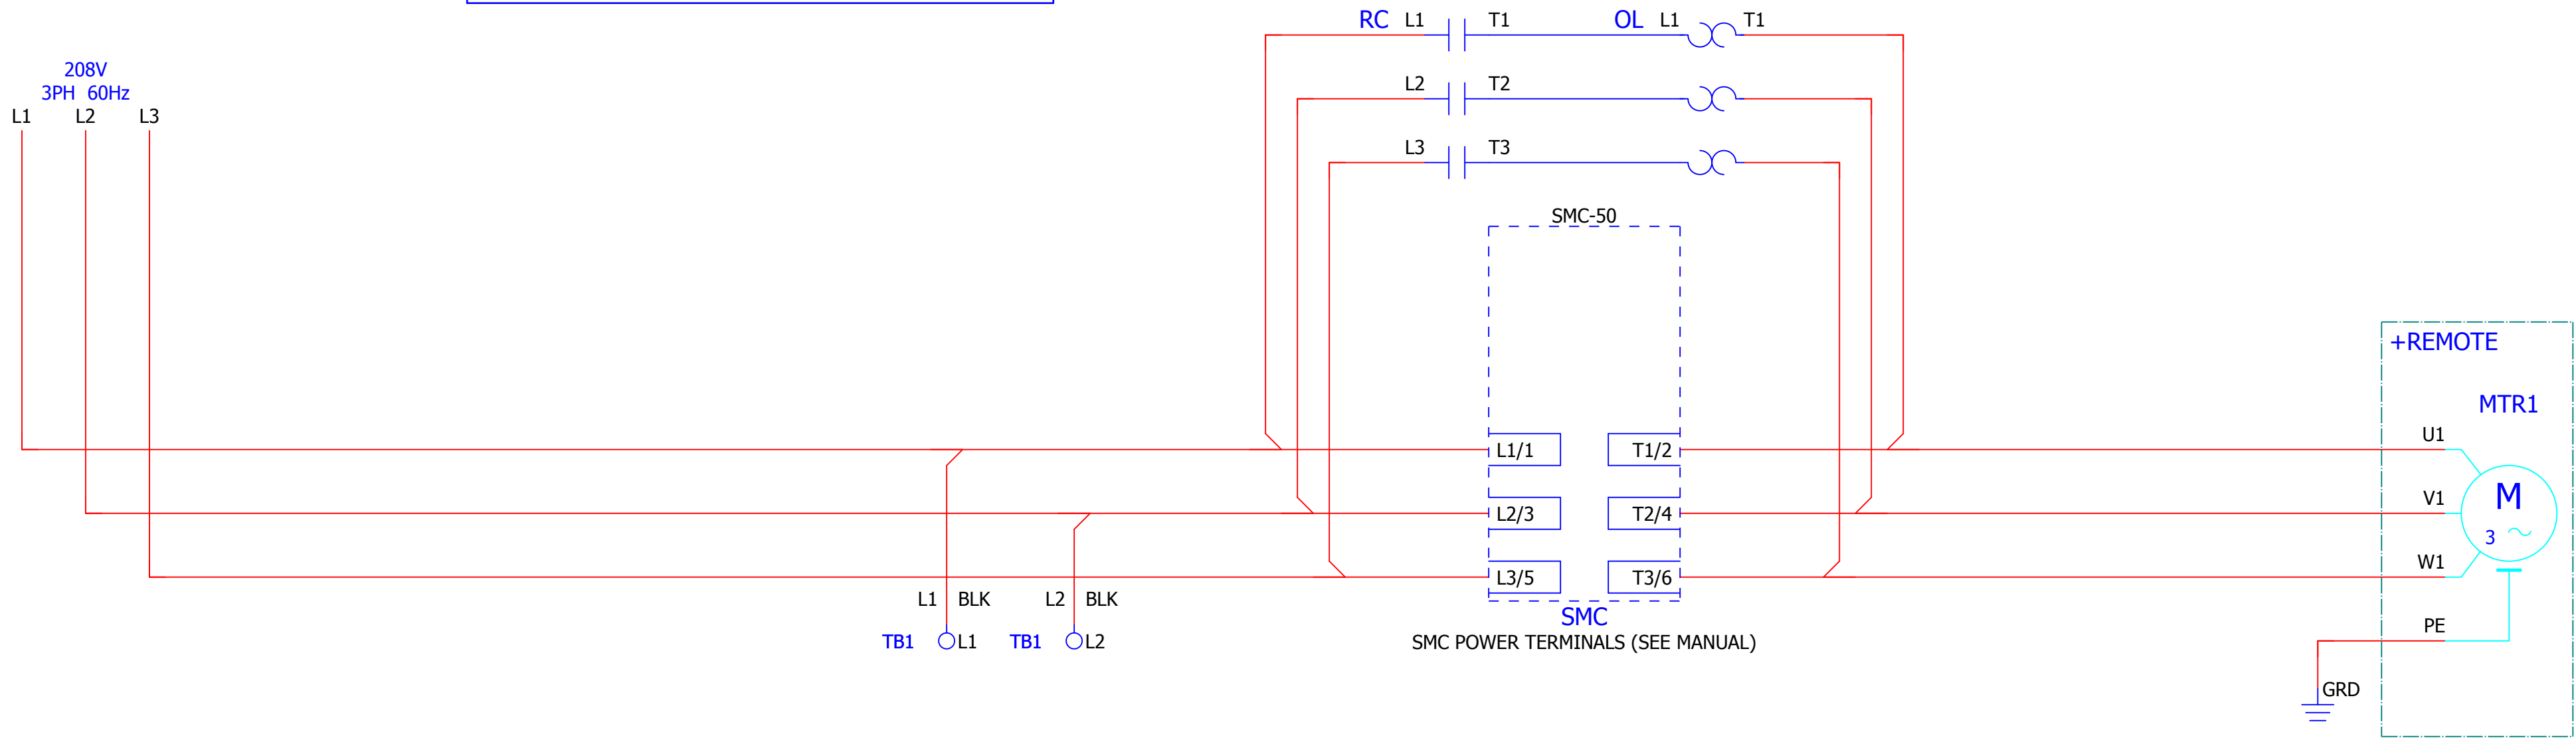 RC L1 T1 OL L1 T1
208V
3PH 60Hz
L1 L2 L3
L2 T2
L3 T3
SMC-50
+REMOTE
MTR1
L1/1 T1/2 U1
L2/3 T2/4 V1
M
3
L3/5 T3/6 W1
L1 BLK L2 BLK
SMC
TB1 L1 TB1 L2
SMC POWER TERMINALS (SEE MANUAL)
PE
GRD